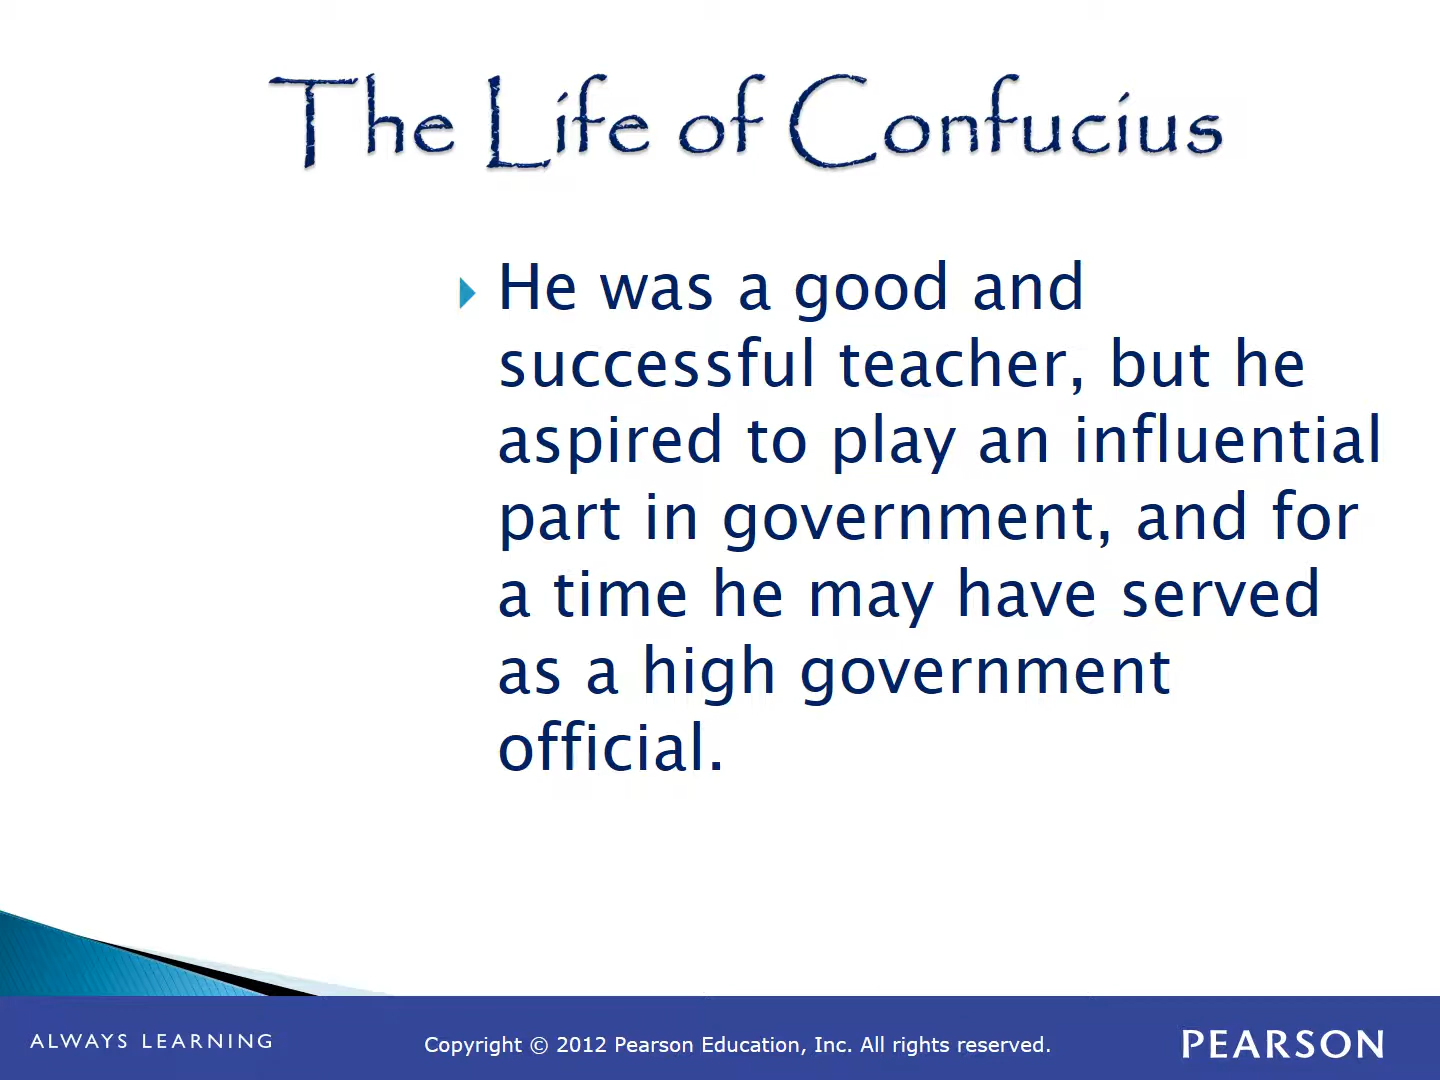 The Life of Confucius
He was a good and
successful teacher, but he
aspired to play an influential
part in government, and for
a time he may have served
as a high government
official.
ALWAYS LEARNING
Copyright © 2012 Pearson Education, Inc. All rights reserved.
PEARSON